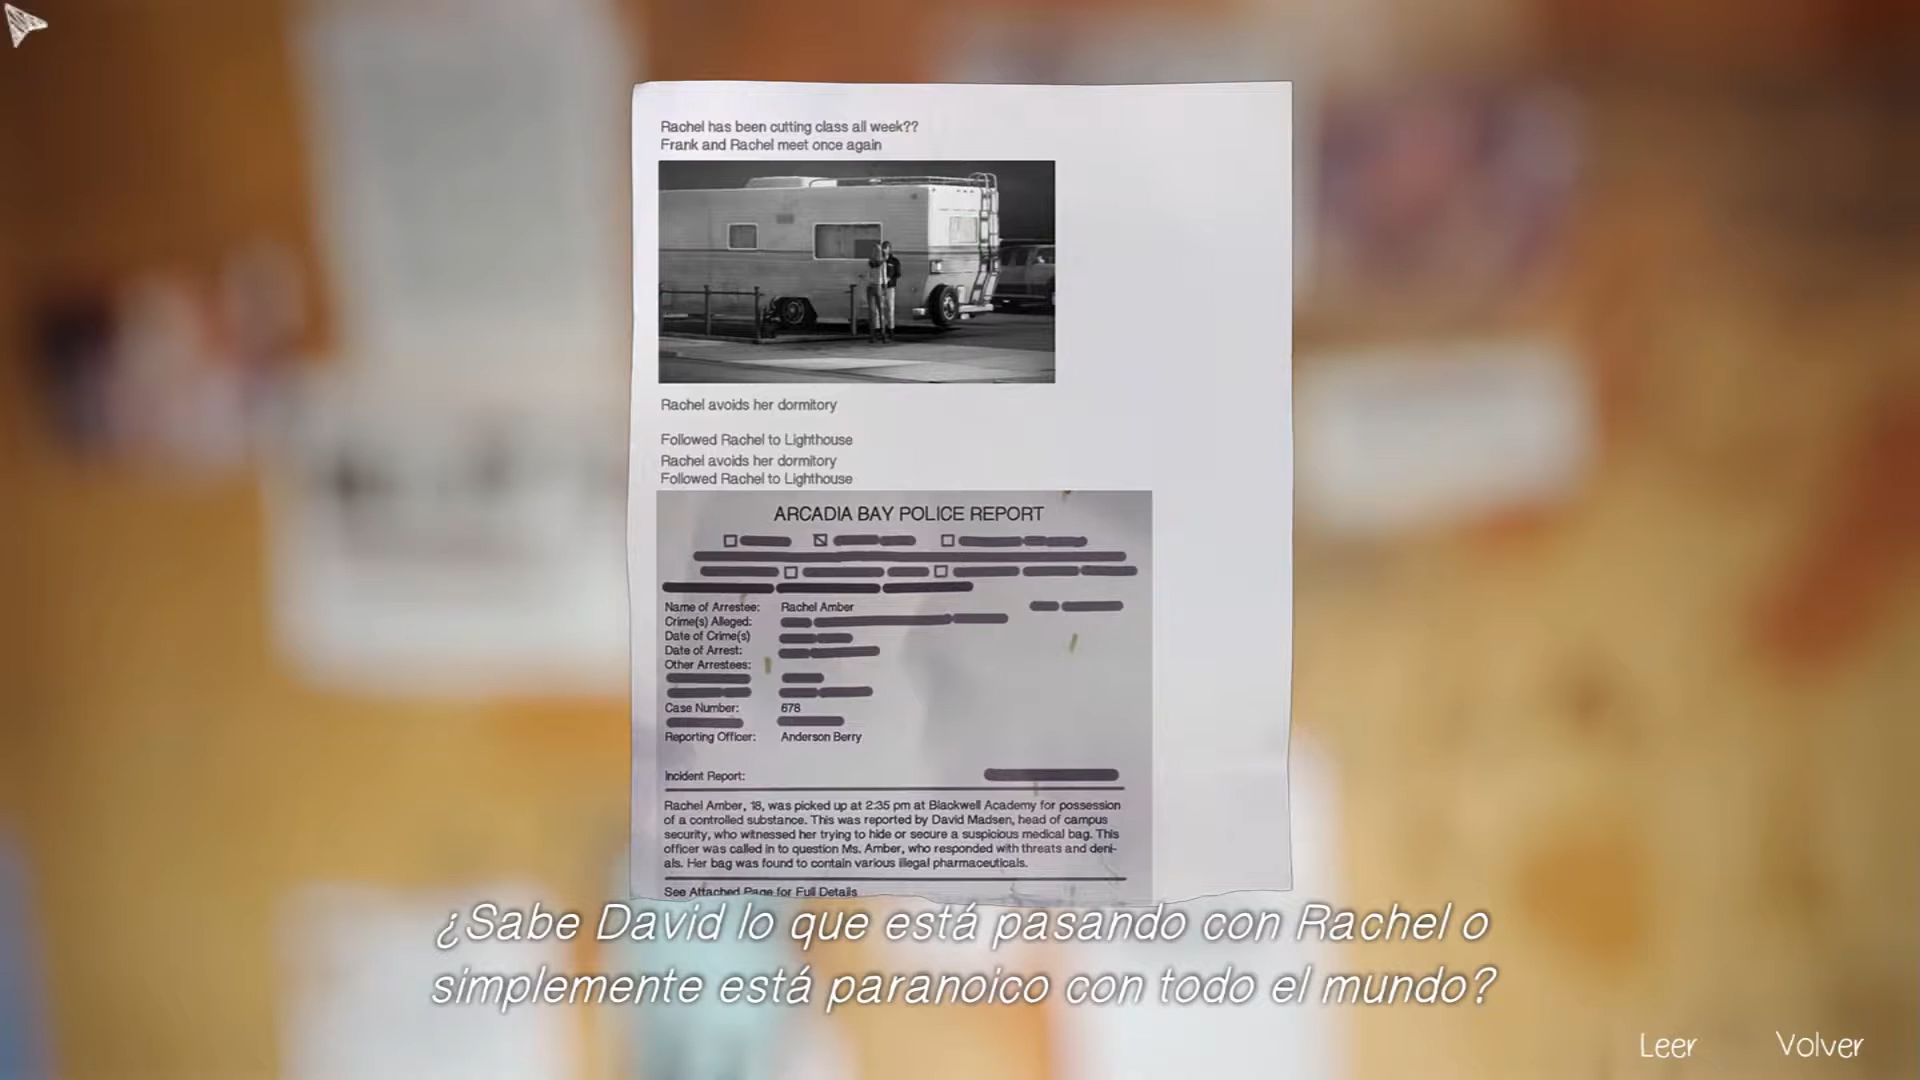 Rachel has been cutting class all week??
Frank and Rachel meet once again
Rachel avoids her dormitory
Followed Rachel to Lighthouse
Rachel avoids her dormitory
Followed Rachel to Lighthouse
ARCADIA BAY POLICE REPORT
Name of Arrestee: Rachel Amber
Crime(s) Alleged:
Date of Crime(s)
Date of Arrest:
Other Arrestees:
Case Number: 678
Reporting Officer: Anderson Berry
Incident Report:
Rachel Amber, 18, was picked up at 2:35 pm at Blackwell Academy for possession
of a controlled substance. This was reported by David Madsen, head of campus
security, who witnessed her trying to hide or secure a suspicious medical bag. This
officer was called in to question Ms. Amber, who responded with threats and deni-
als. Her bag was found to contain various illegal pharmaceuticals.
See Attached Page for Full Details
¿Sabe David lo que está pasando con Rachel o
simplemente está paranoico con todo el mundo?
Leer Volver